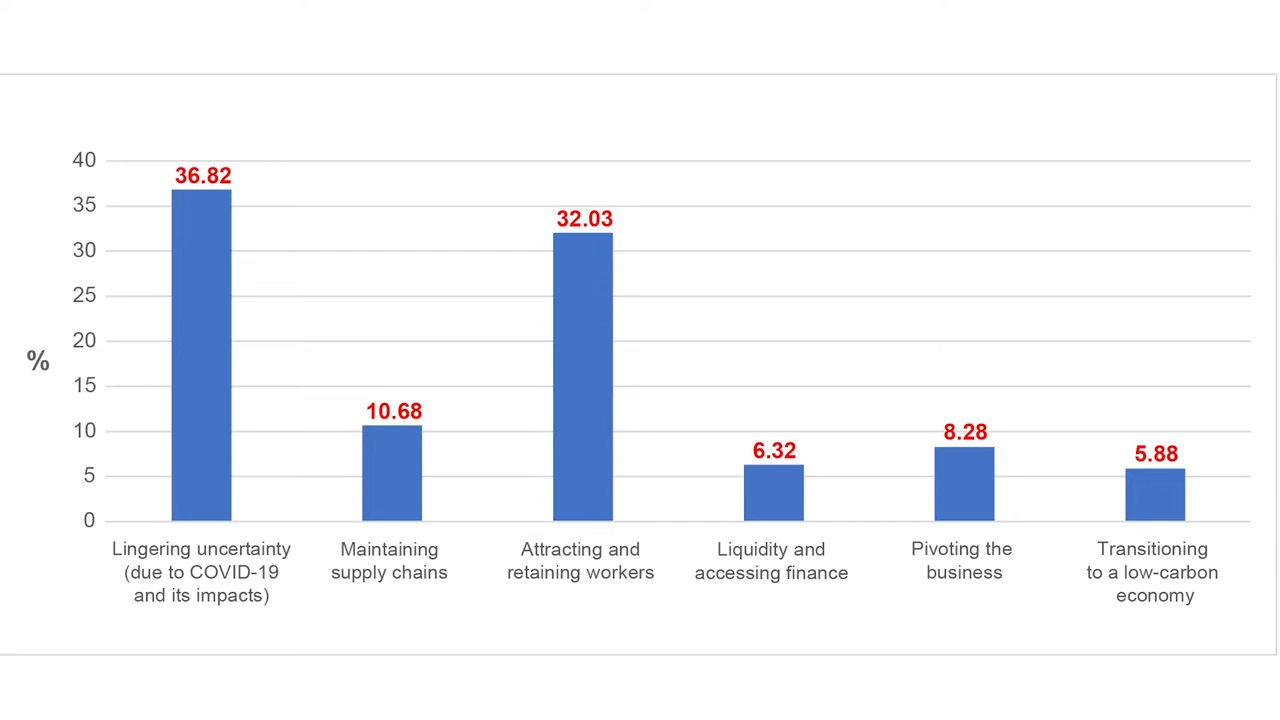 40
35
30
25
20
15
10
5
0
%
36.82
10.68
32.03
6.32
8.28
5.88
Lingering uncertainty
(due to COVID-19
and its impacts)
Maintaining
supply chains
Attracting and
retaining workers
Liquidity and
accessing finance
Pivoting the
business
Transitioning
to a low-carbon
economy